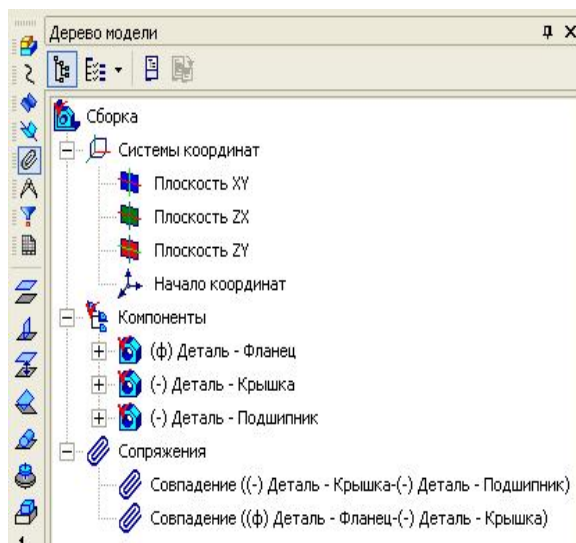 Дерево модели
Сборка
Системы координат
Плоскость XY
Плоскость ZX
Плоскость ZY
Начало координат
Компоненты
(ф) Деталь - Фланец
(-) Деталь - Крышка
(-) Деталь - Подшипник
Сопряжения
Совпадение ((-) Деталь - Крышка-(-) Деталь - Подшипник)
Совпадение ((ф) Деталь - Фланец-(-) Деталь - Крышка)